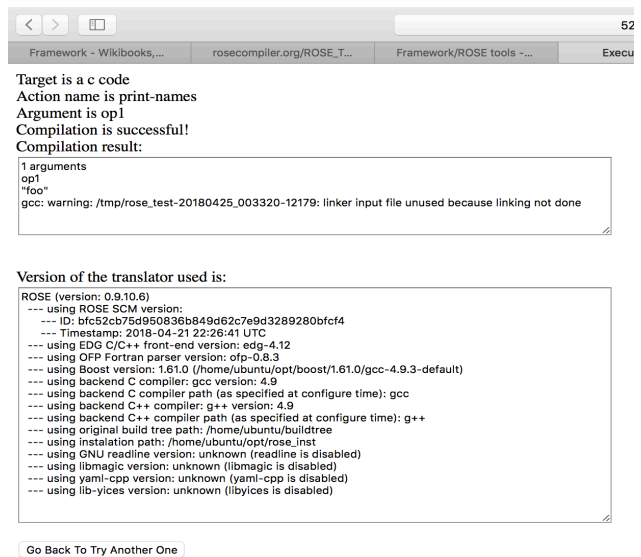 52
Framework - Wikibooks,...
rosecompiler.org/ROSE_T...
Framework/ROSE tools -...
Execu
Target is a c code
Action name is print-names
Argument is op1
Compilation is successful!
Compilation result:
1 arguments
op1
"foo"
gcc: warning: /tmp/rose_test-20180425_003320-12179: linker input file unused because linking not done
Version of the translator used is:
ROSE (version: 0.9.10.6)
--- using ROSE SCM version:
--- ID: bfc52cb75d950836b849d62c7e9d3289280bfcf4
--- Timestamp: 2018-04-21 22:26:41 UTC
--- using EDG C/C++ front-end version: edg-4.12
--- using OFP Fortran parser version: ofp-0.8.3
--- using Boost version: 1.61.0 (/home/ubuntu/opt/boost/1.61.0/gcc-4.9.3-default)
--- using backend C compiler: gcc version: 4.9
--- using backend C compiler path (as specified at configure time): gcc
--- using backend C++ compiler: g++ version: 4.9
--- using backend C++ compiler path (as specified at configure time): g++
--- using original build tree path: /home/ubuntu/buildtree
--- using instalation path: /home/ubuntu/opt/rose_inst
--- using GNU readline version: unknown (readline is disabled)
--- using libmagic version: unknown (libmagic is disabled)
--- using yaml-cpp version: unknown (yaml-cpp is disabled)
--- using lib-yices version: unknown (libyices is disabled)
Go Back To Try Another One